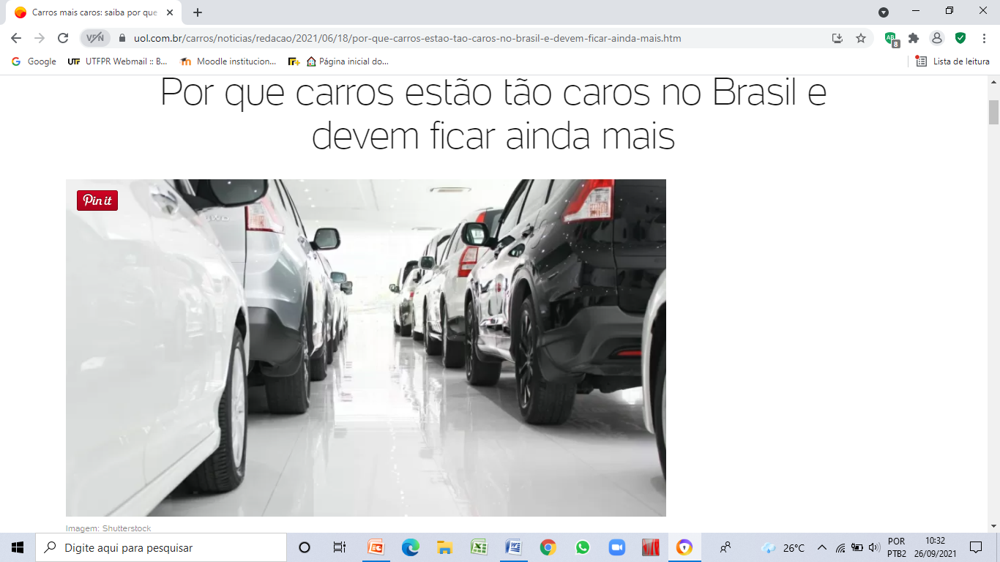 Carros mais caros: saiba por que
VPN
uol.com.br/carros/noticias/redacao/2021/06/18/por-que-carros-estao-tao-caros-no-brasil-e-devem-ficar-ainda-mais.htm
8
Google
UTFPR Webmail :: B...
Moodle institucion...
Página inicial do...
Lista de leitura
Por que carros estão tão caros no Brasil e
devem ficar ainda mais
Pin it
Imagem: Shutterstock
Digite aqui para pesquisar
26°C
POR
PTB2
10:32
26/09/2021